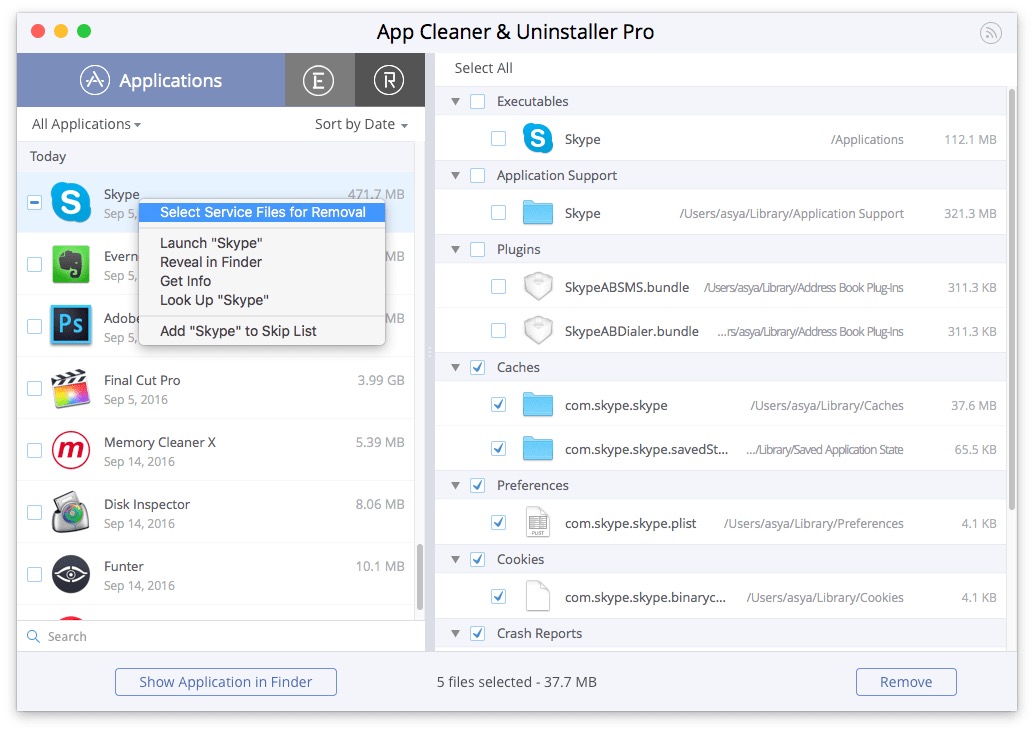 App Cleaner & Uninstaller Pro
Applications
E
R
All Applications
Sort by Date
Today
Skype
471.7 MB
Sep 5,
Select Service Files for Removal
Launch "Skype"
Reveal in Finder
Get Info
Look Up "Skype"
Add "Skype" to Skip List
Evern
MB
Sep 5,
Ps
Adobe
MB
Sep 5,
Final Cut Pro
3.99 GB
Sep 5, 2016
m
Memory Cleaner X
5.39 MB
Sep 14, 2016
Disk Inspector
8.06 MB
Sep 14, 2016
Funter
10.1 MB
Sep 14, 2016
Search
Select All
Executables
Skype /Applications 112.1 MB
Application Support
Skype /Users/asya/Library/Application Support 321.3 MB
Plugins
SkypeABSMS.bundle /Users/asya/Library/Address Book Plug-Ins 311.3 KB
SkypeABDialer.bundle ...rs/asya/Library/Address Book Plug-Ins 311.3 KB
Caches
com.skype.skype /Users/asya/Library/Caches 37.6 MB
com.skype.skype.savedSt... .../Library/Saved Application State 65.5 KB
Preferences
com.skype.skype.plist /Users/asya/Library/Preferences 4.1 KB
PLIST
Cookies
com.skype.skype.binaryc... /Users/asya/Library/Cookies 4.1 KB
Crash Reports
Show Application in Finder
5 files selected - 37.7 MB
Remove